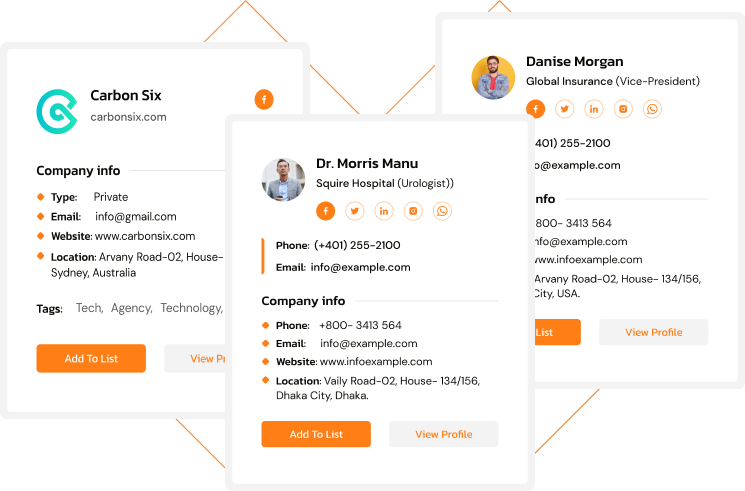 Carbon Six
carbonsix.com
Company info
Type: Private
Email: info@gmail.com
Website: www.carbonsix.com
Location: Arvany Road-02, House-
Sydney, Australia
Tags: Tech, Agency, Technology,
Add To List
View
Dr. Morris Manu
Squire Hospital (Urologist))
Phone: (+401) 255-2100
Email: info@example.com
Company info
Phone: +800- 3413 564
Email: info@example.com
Website: www.infoexample.com
Location: Vaily Road-02, House- 134/156,
Dhaka City, Dhaka.
Add To List
View Profile
Danise Morgan
Global Insurance (Vice-President)
401) 255-2100
o@example.com
nfo
800- 3413 564
nfo@example.com
www.infoexample.com
Arvany Road-02, House- 134/156,
City, USA.
List
View Profile